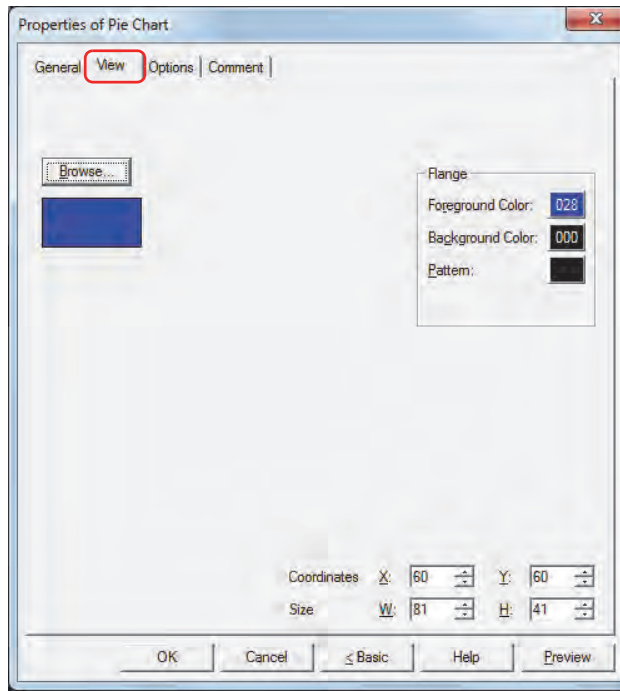 Properties of Pie Chart
General View Options Comment
Browse...
Flange
Foreground Color: 028
Background Color: 000
Pattern:
Coordinates X: 60 Y: 60
Size W: 81 H: 41
OK Cancel < Basic Help Preview